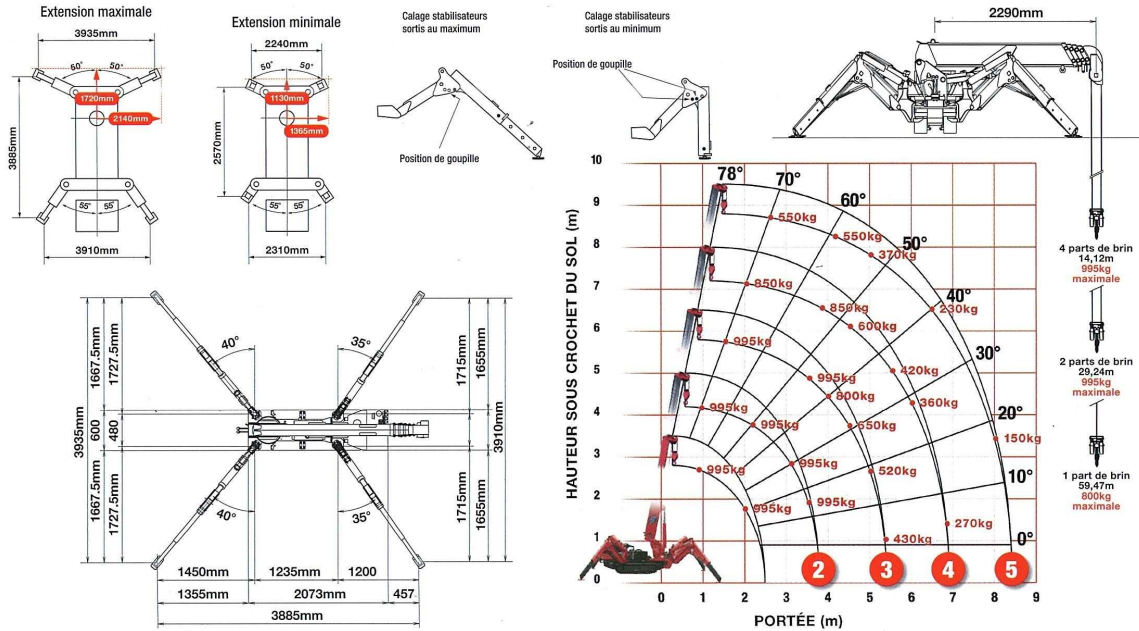 Extension maximale
3935mm
50°
50°
1720mm
2140mm
3885mm
55°
55°
3910mm
Extension minimale
2240mm
50°
50°
1130mm
1365mm
2570mm
55°
55°
2310mm
Calage stabilisateurs
sortis au maximum
Position de goupille
Calage stabilisateurs
sortis au minimum
Position de goupille
2290mm
3935mm
1667.5mm
1727.5mm
600
480
1667.5mm
1727.5mm
40°
35°
40°
35°
1715mm
1655mm
3910mm
1715mm
1655mm
1450mm
1235mm
1200
1355mm
2073mm
457
3885mm
HAUTEUR SOUS CROCHET DU SOL (m)
10
9
8
7
6
5
4
3
2
1
0
78°
70°
60°
50°
40°
30°
20°
10°
0°
550kg
550kg
370kg
230kg
150kg
850kg
850kg
600kg
420kg
360kg
270kg
995kg
995kg
800kg
550kg
520kg
430kg
995kg
995kg
995kg
995kg
995kg
995kg
2
3
4
5
0
1
2
3
4
5
6
7
8
9
PORTÉE (m)
4 parts de brin
14,12m
995kg
maximale
2 parts de brin
29,24m
995kg
maximale
1 part de brin
59,47m
800kg
maximale